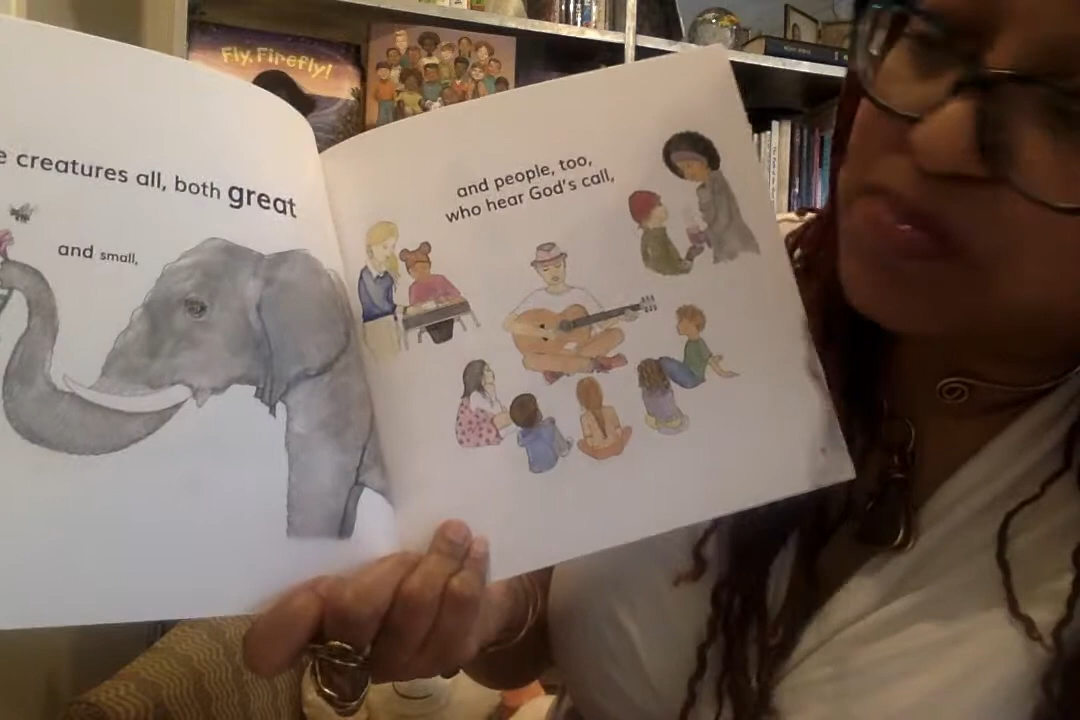 Fly, Firefly!
creatures all, both great
and small,
and people, too,
who hear God's call,